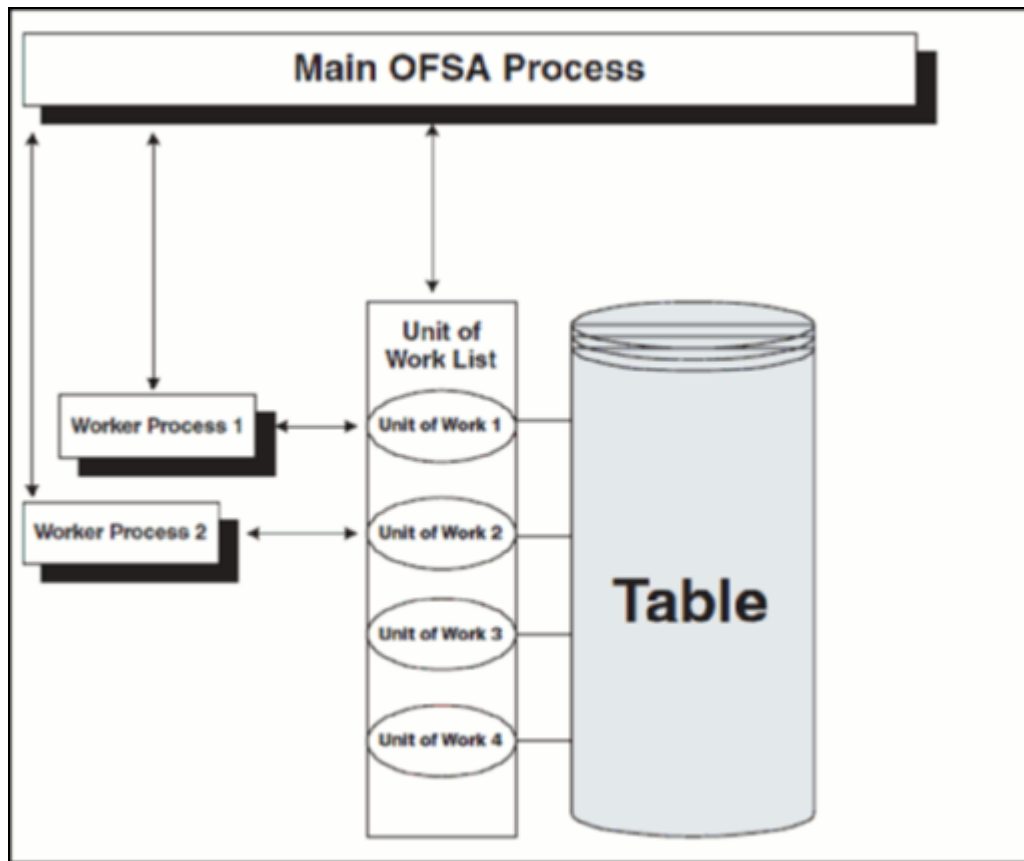 Main OFSA Process
Unit of
Work List
Worker Process 1
Unit of Work 1
Worker Process 2
Unit of Work 2
Table
Unit of Work 3
Unit of Work 4